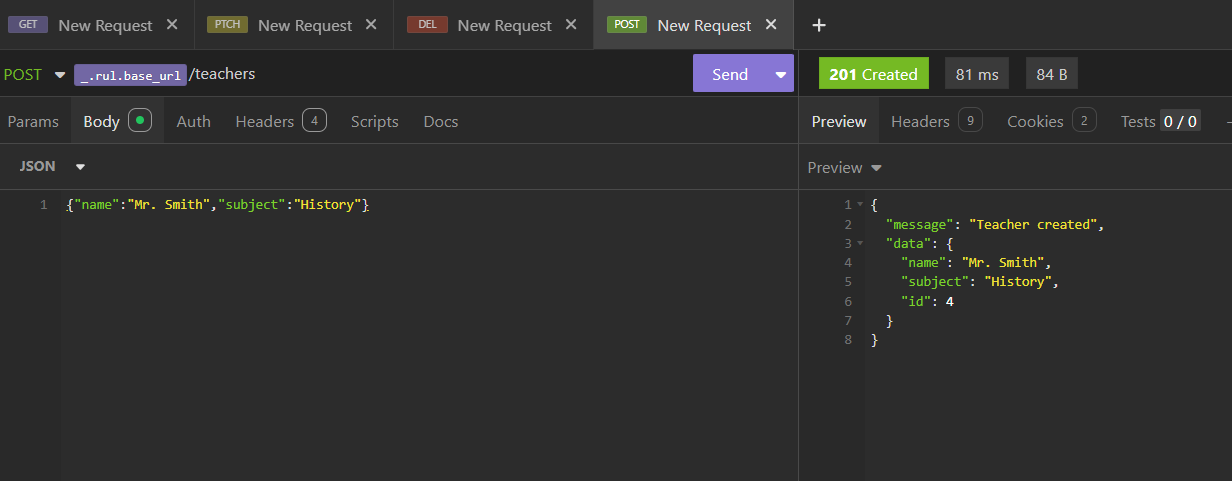 GET New Request × PTCH New Request × DEL New Request × POST New Request × +
POST _.rul.base_url /teachers Send 201 Created 81 ms 84 B
Params Body Auth Headers 4 Scripts Docs Preview Headers 9 Cookies 2 Tests 0 / 0
JSON Preview
1 {"name":"Mr. Smith","subject":"History"}
1 {
2 "message": "Teacher created",
3 "data": {
4 "name": "Mr. Smith",
5 "subject": "History",
6 "id": 4
7 }
8 }